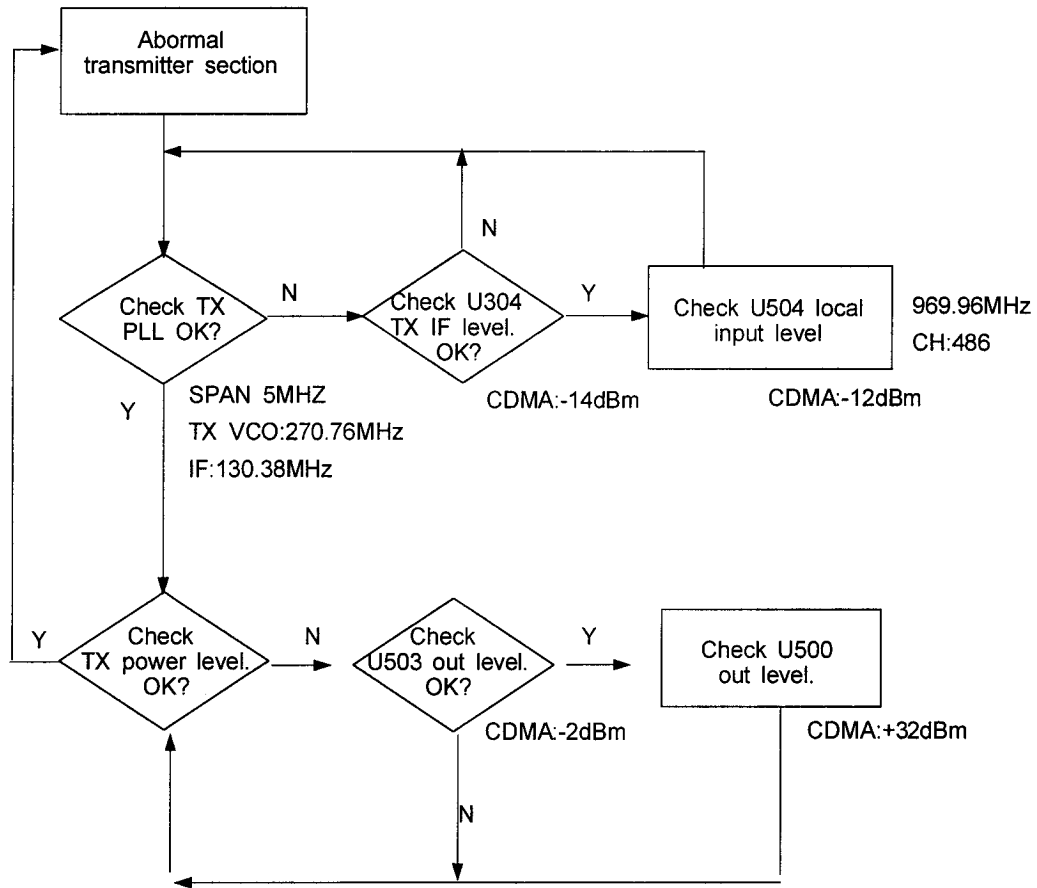 Abormal
transmitter section
N
Check TX
PLL OK?
N
Check U304
TX IF level.
OK?
Y
Check U504 local
input level
969.96MHz
CH:486
Y
SPAN 5MHZ
TX VCO:270.76MHz
IF:130.38MHz
CDMA:-14dBm
CDMA:-12dBm
Y
Check
TX power level.
OK?
N
Check
U503 out level.
OK?
Y
Check U500
out level.
CDMA:-2dBm
CDMA:+32dBm
N